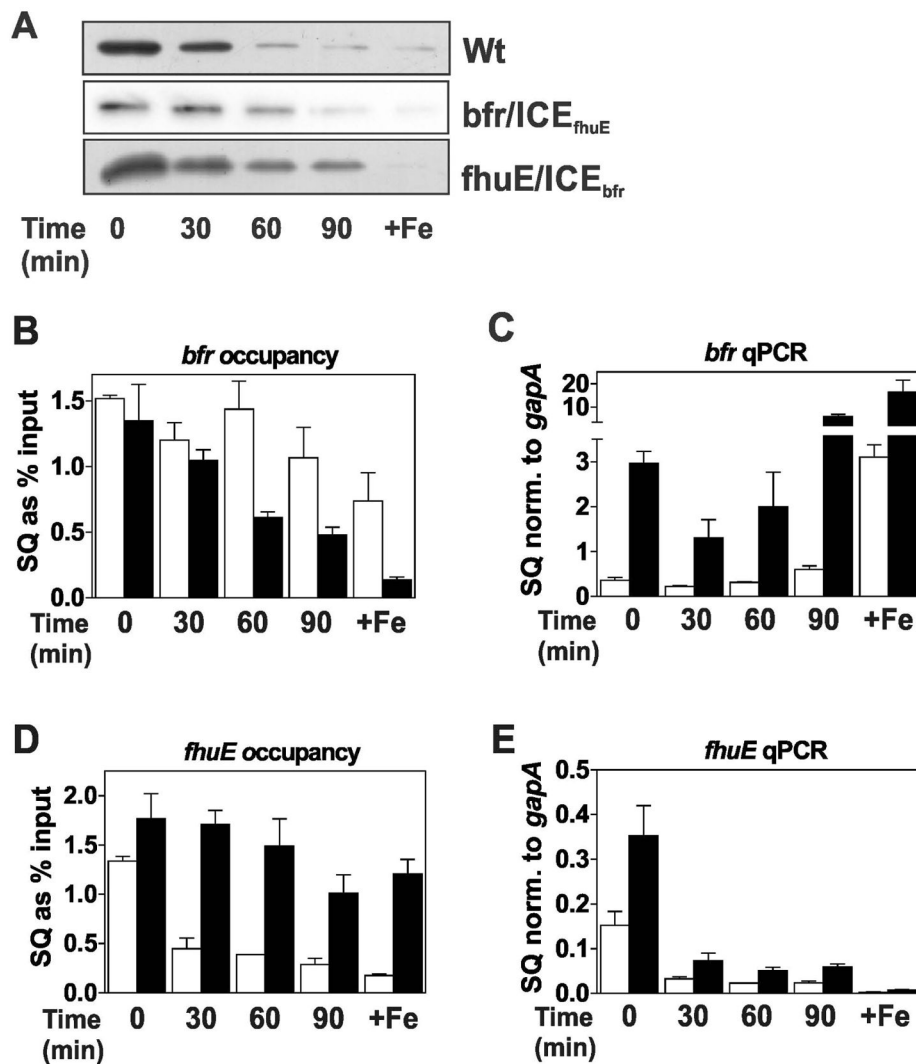 A
Wt
bfr/ICE fhuE
fhuE/ICE bfr
Time 0 30 60 90 +Fe
(min)
B
bfr occupancy
SQ as % input
1.5
1.0
0.5
0.0
Time 0 30 60 90 +Fe
(min)
C
bfr qPCR
SQ norm. to gapA
20
10
3
2
1
0
Time 0 30 60 90 +Fe
(min)
D
fhuE occupancy
SQ as % input
2.0
1.5
1.0
0.5
0.0
Time 0 30 60 90 +Fe
(min)
E
fhuE qPCR
SQ norm. to gapA
0.5
0.4
0.3
0.2
0.1
0.0
Time 0 30 60 90 +Fe
(min)